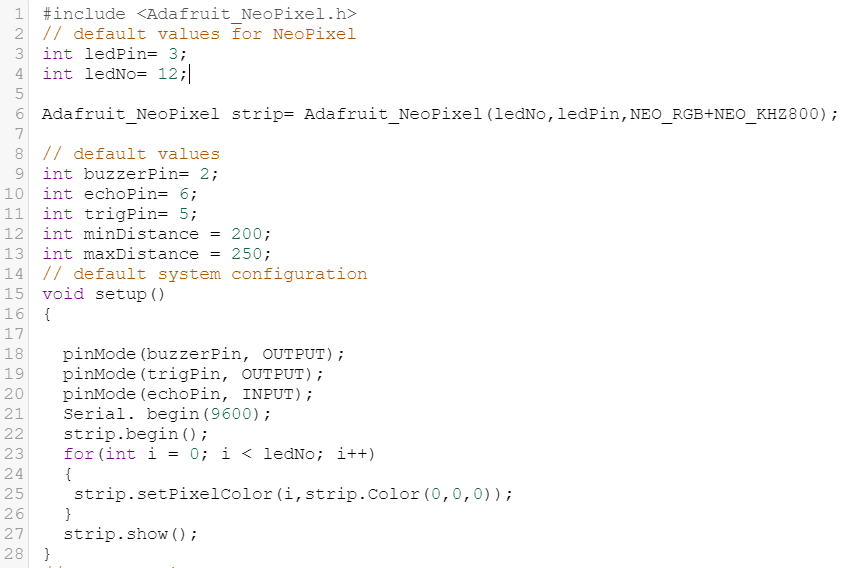 1 #include <Adafruit_NeoPixel.h>
2 // default values for NeoPixel
3 int ledPin= 3;
4 int ledNo= 12;
5
6 Adafruit_NeoPixel strip= Adafruit_NeoPixel(ledNo,ledPin,NEO_RGB+NEO_KHZ800);
7
8 // default values
9 int buzzerPin= 2;
10 int echoPin= 6;
11 int trigPin= 5;
12 int minDistance = 200;
13 int maxDistance = 250;
14 // default system configuration
15 void setup()
16 {
17
18 pinMode(buzzerPin, OUTPUT);
19 pinMode(trigPin, OUTPUT);
20 pinMode(echoPin, INPUT);
21 Serial. begin(9600);
22 strip.begin();
23 for(int i = 0; i < ledNo; i++)
24 {
25 strip.setPixelColor(i,strip.Color(0,0,0));
26 }
27 strip.show();
28 }